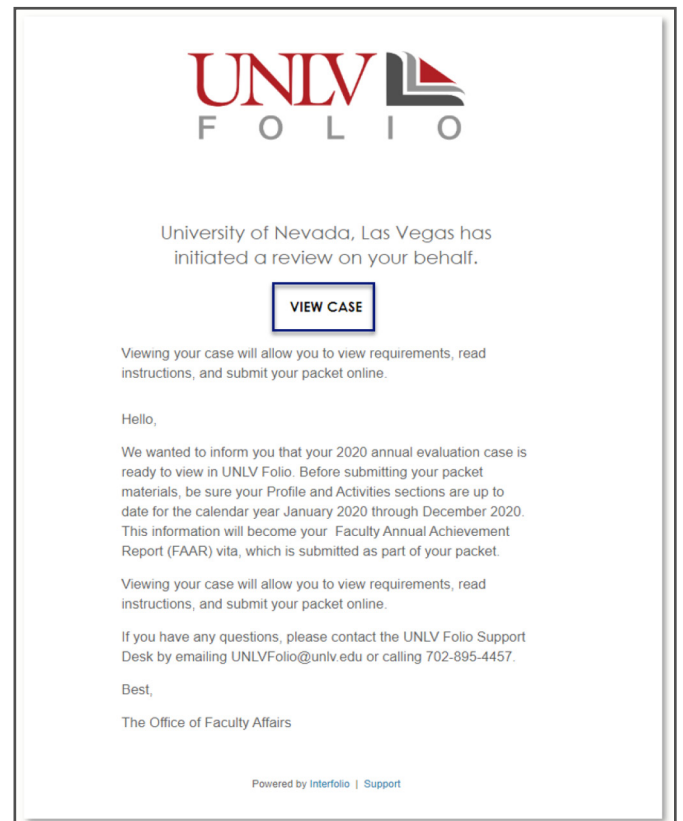 UNLV
FOLIO
University of Nevada, Las Vegas has
initiated a review on your behalf.
VIEW CASE
Viewing your case will allow you to view requirements, read
instructions, and submit your packet online.
Hello,
We wanted to inform you that your 2020 annual evaluation case is
ready to view in UNLV Folio. Before submitting your packet
materials, be sure your Profile and Activities sections are up to
date for the calendar year January 2020 through December 2020.
This information will become your Faculty Annual Achievement
Report (FAAR) vita, which is submitted as part of your packet.
Viewing your case will allow you to view requirements, read
instructions, and submit your packet online.
If you have any questions, please contact the UNLV Folio Support
Desk by emailing UNLVFolio@unlv.edu or calling 702-895-4457.
Best,
The Office of Faculty Affairs
Powered by Interfolio | Support